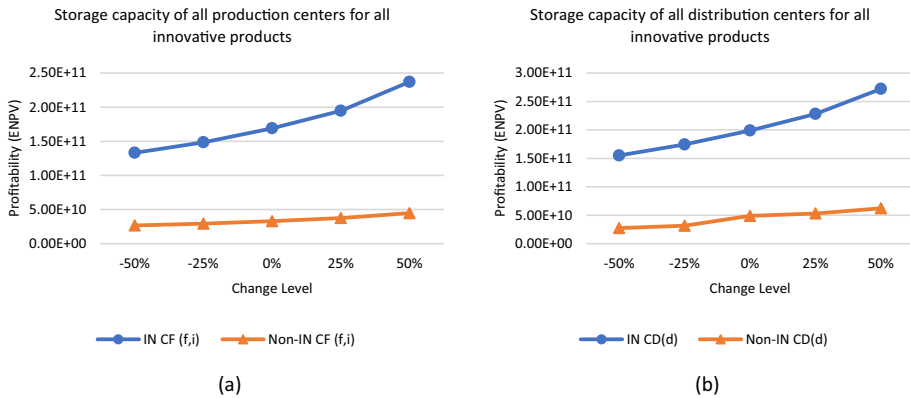 Storage capacity of all production centers for all
innovative products
Profitability (ENPV)
2.50E+11
2.00E+11
1.50E+11
1.00E+11
5.00E+10
0.00E+00
-50% -25% 0% 25% 50%
Change Level
IN CF (f,i) Non-IN CF (f,i)
(a)
Storage capacity of all distribution centers for all
innovative products
Profitability (ENPV)
3.00E+11
2.50E+11
2.00E+11
1.50E+11
1.00E+11
5.00E+10
0.00E+00
-50% -25% 0% 25% 50%
Change Level
IN CD(d) Non-IN CD(d)
(b)